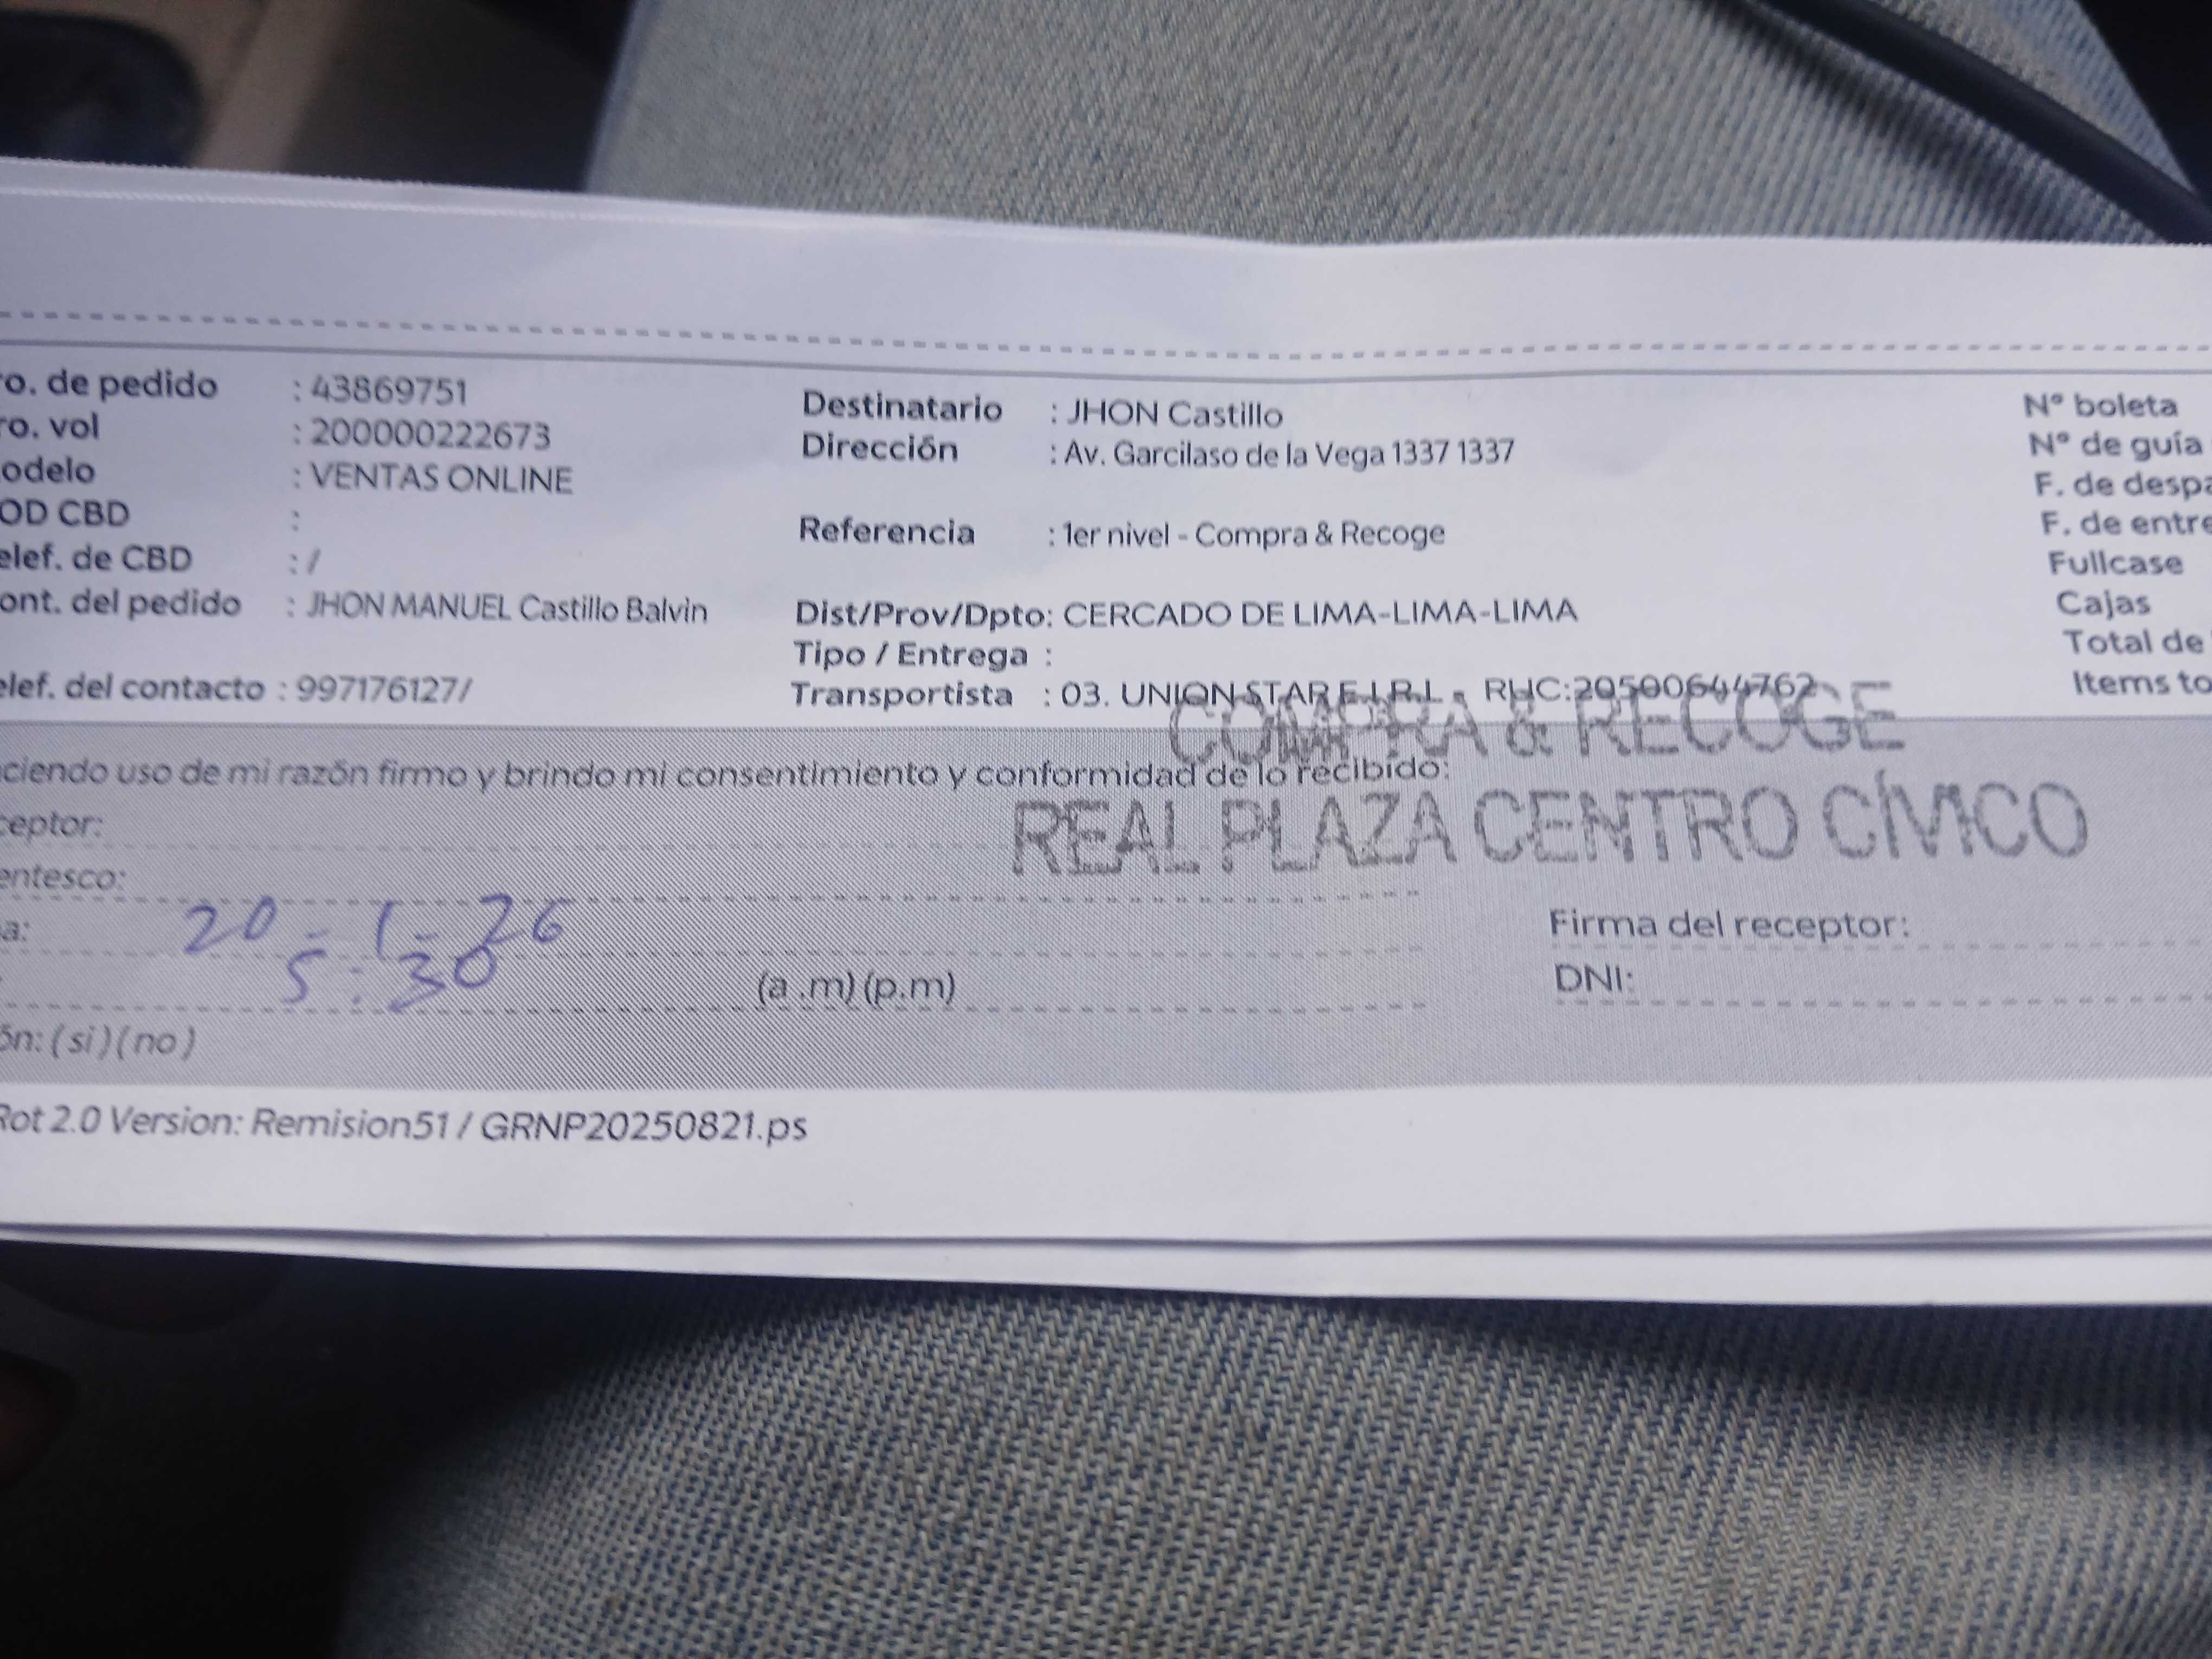 ro. de pedido : 43869751
ro. vol : 200000222673
odelo : VENTAS ONLINE
OD CBD :
elef. de CBD : /
ont. del pedido : JHON MANUEL Castillo Balvin
elef. del contacto : 997176127/
Destinatario : JHON Castillo
Dirección : Av. Garcilaso de la Vega 1337 1337
Referencia : 1er nivel - Compra & Recoge
Dist/Prov/Dpto: CERCADO DE LIMA-LIMA-LIMA
Tipo / Entrega :
Transportista : 03. UNION STAR E.I.R.L - RUC:20500644762
N° boleta
N° de guía
F. de despa
F. de entre
Fullcase
Cajas
Total de
Items to
COMPRA & RECOGE
REAL PLAZA CENTRO CÍVICO
ciendo uso de mi razón firmo y brindo mi consentimiento y conformidad de lo recibido:
ceptor:
entesco:
a: 20-1-26
5:30 (a .m) (p.m)
ón: ( si ) ( no )
Firma del receptor:
DNI:
Rot 2.0 Version: Remision51 / GRNP20250821.ps